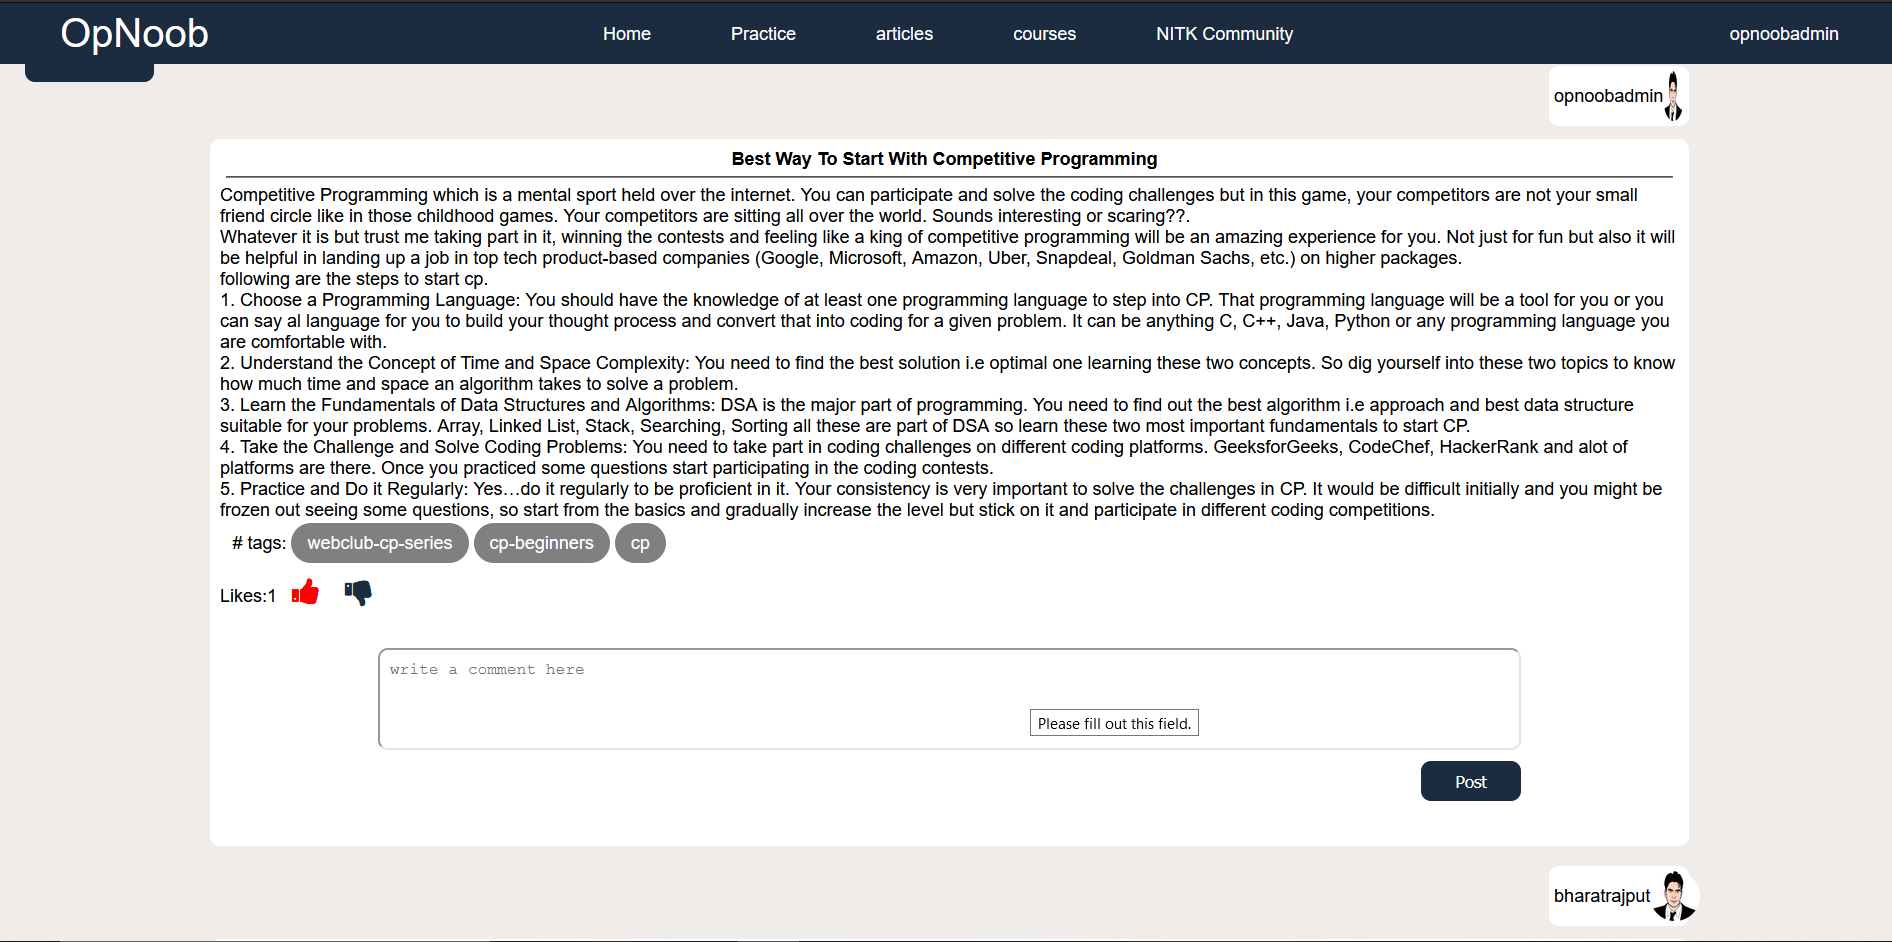 OpNoob
Home
Practice
articles
courses
NITK Community
opnoobadmin
opnoobadmin
Best Way To Start With Competitive Programming
Competitive Programming which is a mental sport held over the internet. You can participate and solve the coding challenges but in this game, your competitors are not your small
friend circle like in those childhood games. Your competitors are sitting all over the world. Sounds interesting or scaring??.
Whatever it is but trust me taking part in it, winning the contests and feeling like a king of competitive programming will be an amazing experience for you. Not just for fun but also it will
be helpful in landing up a job in top tech product-based companies (Google, Microsoft, Amazon, Uber, Snapdeal, Goldman Sachs, etc.) on higher packages.
following are the steps to start cp.
1. Choose a Programming Language: You should have the knowledge of at least one programming language to step into CP. That programming language will be a tool for you or you
can say al language for you to build your thought process and convert that into coding for a given problem. It can be anything C, C++, Java, Python or any programming language you
are comfortable with.
2. Understand the Concept of Time and Space Complexity: You need to find the best solution i.e optimal one learning these two concepts. So dig yourself into these two topics to know
how much time and space an algorithm takes to solve a problem.
3. Learn the Fundamentals of Data Structures and Algorithms: DSA is the major part of programming. You need to find out the best algorithm i.e approach and best data structure
suitable for your problems. Array, Linked List, Stack, Searching, Sorting all these are part of DSA so learn these two most important fundamentals to start CP.
4. Take the Challenge and Solve Coding Problems: You need to take part in coding challenges on different coding platforms. GeeksforGeeks, CodeChef, HackerRank and alot of
platforms are there. Once you practiced some questions start participating in the coding contests.
5. Practice and Do it Regularly: Yes…do it regularly to be proficient in it. Your consistency is very important to solve the challenges in CP. It would be difficult initially and you might be
frozen out seeing some questions, so start from the basics and gradually increase the level but stick on it and participate in different coding competitions.
# tags: webclub-cp-series cp-beginners cp
Likes:1
write a comment here
Please fill out this field.
Post
bharatrajput